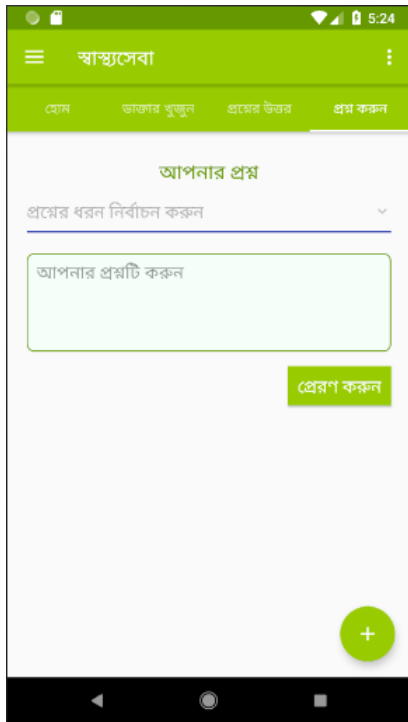 5:24
স্বাস্থ্যসেবা
হোম ডাক্তার খুজুন প্রশ্নের উত্তর প্রশ্ন করুন
আপনার প্রশ্ন
প্রশ্নের ধরন নির্বাচন করুন
আপনার প্রশ্নটি করুন
প্রেরণ করুন